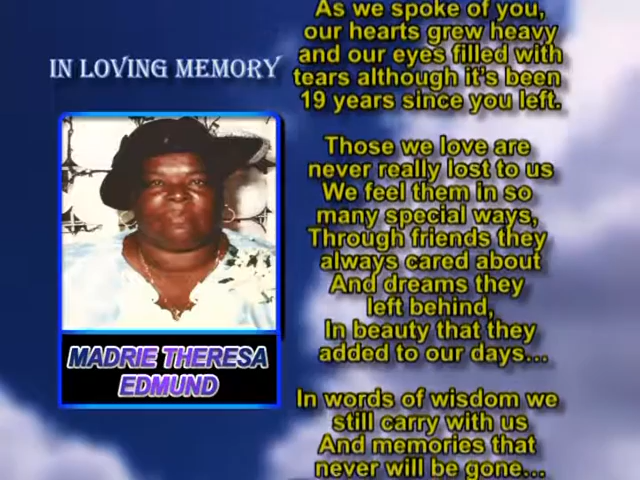 IN LOVING MEMORY
MADRIE THERESA
EDMUND
As we spoke of you,
our hearts grew heavy
and our eyes filled with
tears although it's been
19 years since you left.
Those we love are
never really lost to us
We feel them in so
many special ways,
Through friends they
always cared about
And dreams they
left behind,
In beauty that they
added to our days...
In words of wisdom we
still carry with us
And memories that
never will be gone...